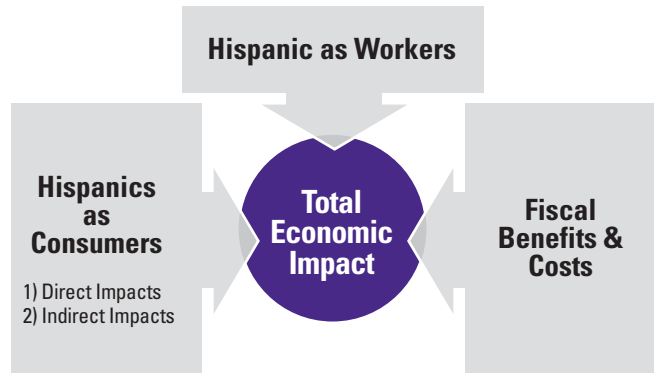 Hispanic as Workers
Hispanics
as
Consumers
1) Direct Impacts
2) Indirect Impacts
Total
Economic
Impact
Fiscal
Benefits &
Costs